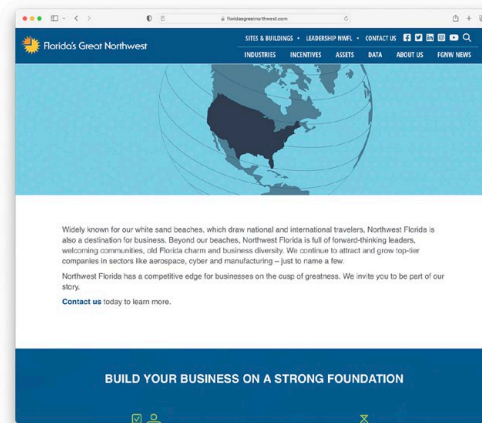 floridasgreatnorthwest.com
Florida's Great Northwest
SITES & BUILDINGS • LEADERSHIP NWFL • CONTACT US
INDUSTRIES INCENTIVES ASSETS DATA ABOUT US FGNW NEWS
Widely known for our white sand beaches, which draw national and international travelers, Northwest Florida is
also a destination for business. Beyond our beaches, Northwest Florida is full of forward-thinking leaders,
welcoming communities, old Florida charm and business diversity. We continue to attract and grow top-tier
companies in sectors like aerospace, cyber and manufacturing – just to name a few.
Northwest Florida has a competitive edge for businesses on the cusp of greatness. We invite you to be part of our
story.
Contact us today to learn more.
BUILD YOUR BUSINESS ON A STRONG FOUNDATION